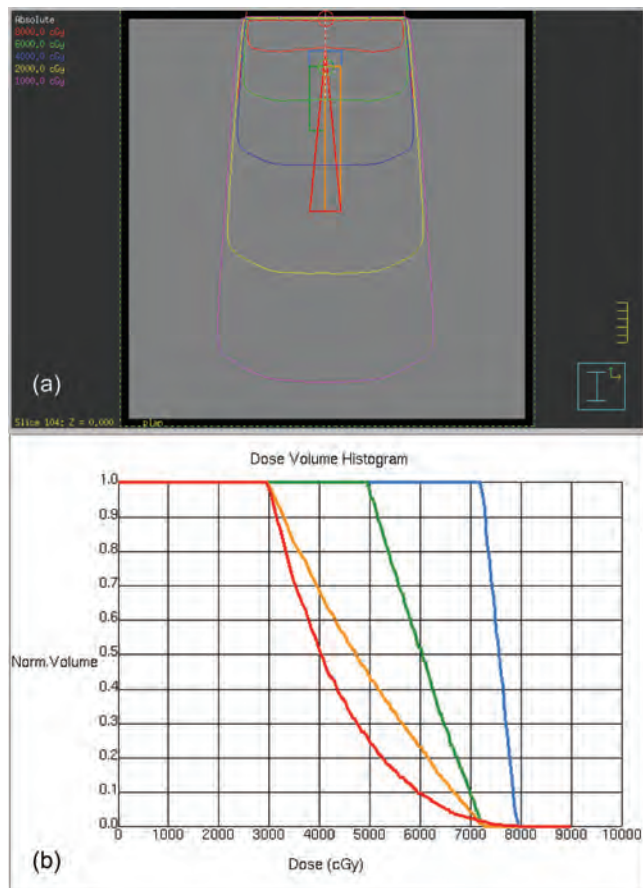 Absolute
8000.0 cGy
6000.0 cGy
4000.0 cGy
2000.0 cGy
1000.0 cGy
(a)
Slice 104: Z = 0.000
Dose Volume Histogram
1.0
0.9
0.8
0.7
0.6
Norm.Volume 0.5
0.4
0.3
0.2
0.1
0.0
0 1000 2000 3000 4000 5000 6000 7000 8000 9000 10000
(b) Dose (cGy)